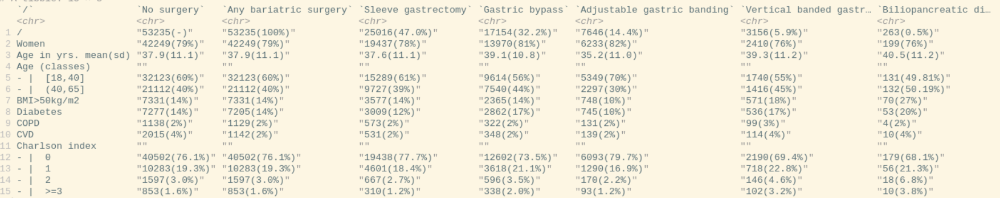 `/` `No surgery` `Any bariatric surgery` `Sleeve gastrectomy` `Gastric bypass` `Adjustable gastric banding` `Vertical banded gastr… `Biliopancreatic di…
<chr> <chr> <chr> <chr> <chr> <chr> <chr> <chr>
1 / "53235(-)" "53235(100%)" "25016(47.0%)" "17154(32.2%)" "7646(14.4%)" "3156(5.9%)" "263(0.5%)"
2 Women "42249(79%)" "42249(79%)" "19437(78%)" "13970(81%)" "6233(82%)" "2410(76%)" "199(76%)"
3 Age in yrs. mean(sd) "37.9(11.1)" "37.9(11.1)" "37.6(11.1)" "39.1(10.8)" "35.2(11.0)" "39.3(11.2)" "40.5(11.2)"
4 Age (classes) "" "" "" "" "" "" ""
5 - | [18,40] "32123(60%)" "32123(60%)" "15289(61%)" "9614(56%)" "5349(70%)" "1740(55%)" "131(49.81%)"
6 - | (40,65] "21112(40%)" "21112(40%)" "9727(39%)" "7540(44%)" "2297(30%)" "1416(45%)" "132(50.19%)"
7 BMI>50kg/m2 "7331(14%)" "7331(14%)" "3577(14%)" "2365(14%)" "748(10%)" "571(18%)" "70(27%)"
8 Diabetes "7277(14%)" "7205(14%)" "3009(12%)" "2862(17%)" "745(10%)" "536(17%)" "53(20%)"
9 COPD "1138(2%)" "1129(2%)" "573(2%)" "322(2%)" "131(2%)" "99(3%)" "4(2%)"
10 CVD "2015(4%)" "1142(2%)" "531(2%)" "348(2%)" "139(2%)" "114(4%)" "10(4%)"
11 Charlson index "" "" "" "" "" "" ""
12 - | 0 "40502(76.1%)" "40502(76.1%)" "19438(77.7%)" "12602(73.5%)" "6093(79.7%)" "2190(69.4%)" "179(68.1%)"
13 - | 1 "10283(19.3%)" "10283(19.3%)" "4601(18.4%)" "3618(21.1%)" "1290(16.9%)" "718(22.8%)" "56(21.3%)"
14 - | 2 "1597(3.0%)" "1597(3.0%)" "667(2.7%)" "596(3.5%)" "170(2.2%)" "146(4.6%)" "18(6.8%)"
15 - | >=3 "853(1.6%)" "853(1.6%)" "310(1.2%)" "338(2.0%)" "93(1.2%)" "102(3.2%)" "10(3.8%)"